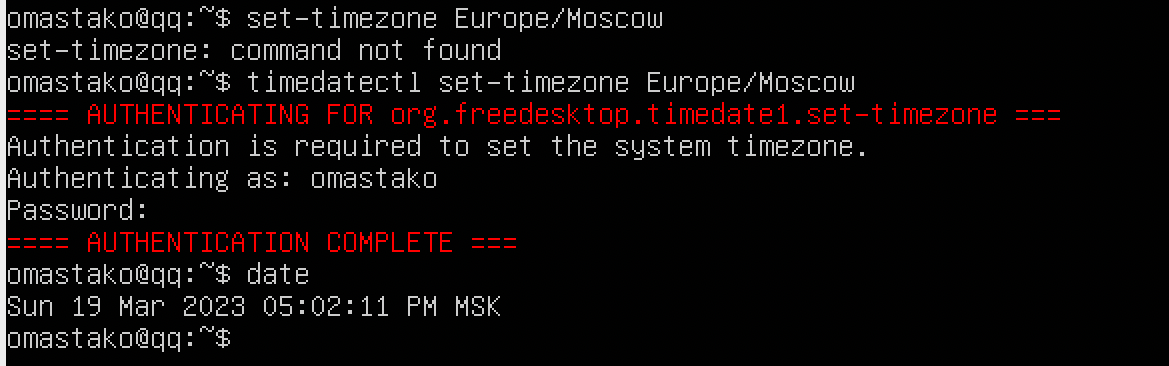 omastako@qq:~$ set-timezone Europe/Moscow
set-timezone: command not found
omastako@qq:~$ timedatectl set-timezone Europe/Moscow
==== AUTHENTICATING FOR org.freedesktop.timedate1.set-timezone ===
Authentication is required to set the system timezone.
Authenticating as: omastako
Password:
==== AUTHENTICATION COMPLETE ===
omastako@qq:~$ date
Sun 19 Mar 2023 05:02:11 PM MSK
omastako@qq:~$